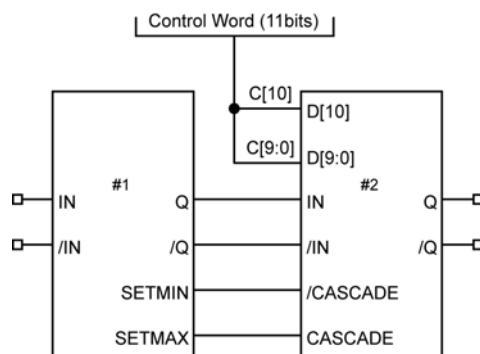 Control Word (11bits)
C[10]
D[10]
C[9:0]
D[9:0]
#1
#2
IN
Q
IN
Q
/IN
/Q
/IN
/Q
SETMIN
/CASCADE
SETMAX
CASCADE